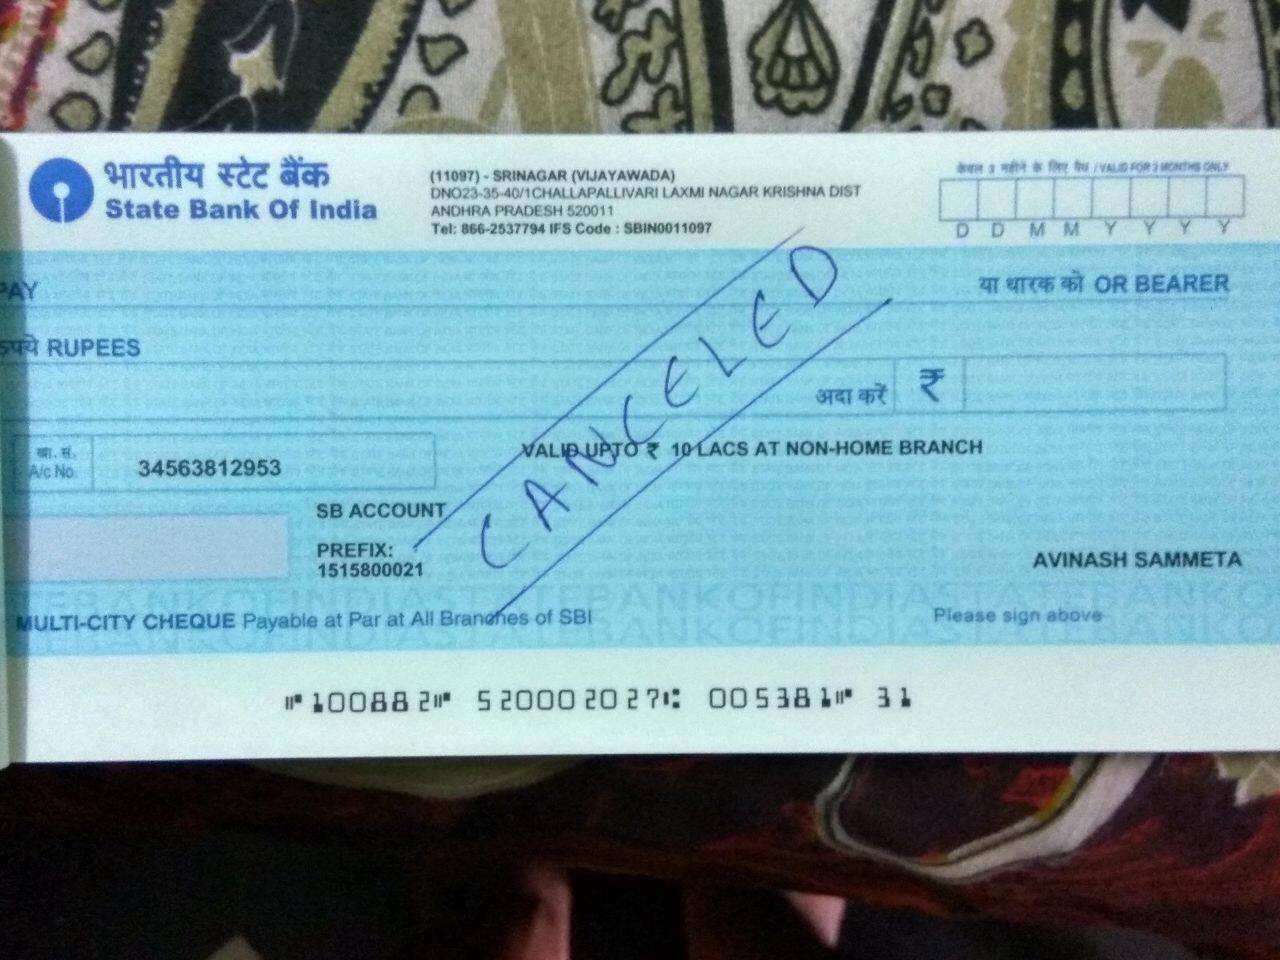 भारतीय स्टेट बैंक
State Bank Of India
(11097) - SRINAGAR (VIJAYAWADA)
DNO23-35-40/1CHALLAPALLIVARI LAXMI NAGAR KRISHNA DIST
ANDHRA PRADESH 520011
Tel: 866-2537794 IFS Code : SBIN0011097
केवल 3 महीने के लिए वैध / VALID FOR 3 MONTHS ONLY
D D M M Y Y Y Y
PAY
या धारक को OR BEARER
रुपये RUPEES
अदा करें ₹
CANCELED
खा. सं.
A/c No.
34563812953
VALID UPTO ₹ 10 LACS AT NON-HOME BRANCH
SB ACCOUNT
PREFIX:
1515800021
AVINASH SAMMETA
MULTI-CITY CHEQUE Payable at Par at All Branches of SBI
Please sign above
⑈100882⑈ 520002027⑆ 005381⑈ 31